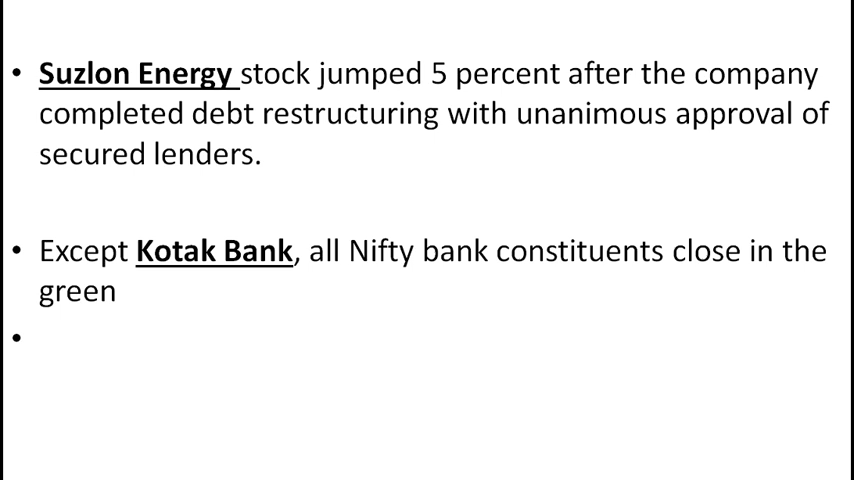 • Suzlon Energy stock jumped 5 percent after the company
completed debt restructuring with unanimous approval of
secured lenders.
• Except Kotak Bank, all Nifty bank constituents close in the
green
•